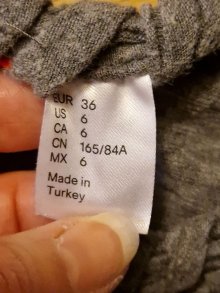 EUR 36
US 6
CA 6
CN 165/84A
MX 6
Made in
Turkey